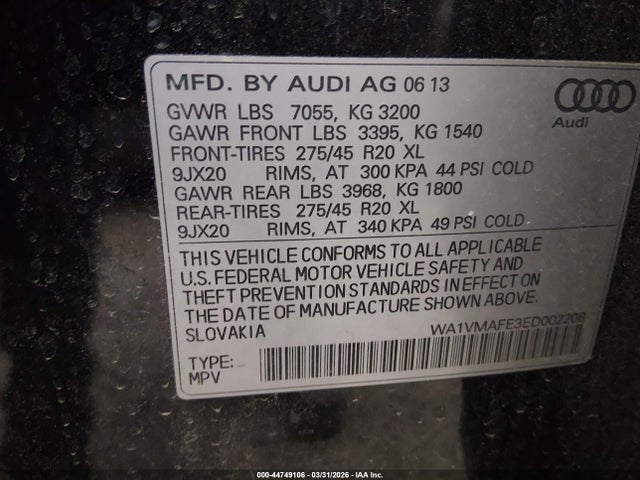 MFD. BY AUDI AG 06 13
Audi
GVWR LBS 7055, KG 3200
GAWR FRONT LBS 3395, KG 1540
FRONT-TIRES 275/45 R20 XL
9JX20 RIMS, AT 300 KPA 44 PSI COLD
GAWR REAR LBS 3968, KG 1800
REAR-TIRES 275/45 R20 XL
9JX20 RIMS, AT 340 KPA 49 PSI COLD
THIS VEHICLE CONFORMS TO ALL APPLICABLE
U.S. FEDERAL MOTOR VEHICLE SAFETY AND
THEFT PREVENTION STANDARDS IN EFFECT ON
THE DATE OF MANUFACTURE SHOWN ABOVE.
SLOVAKIA
WA1VMAFE3ED002208
TYPE:
MPV
000-44749106 - 03/31/2026 - IAA Inc.